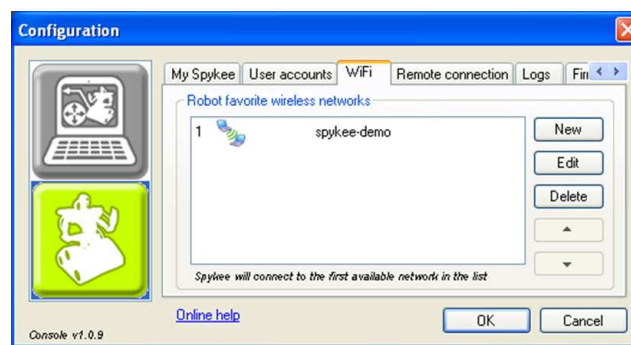 Configuration
My Spykee User accounts WiFi Remote connection Logs
Robot favorite wireless networks
1 spykee-demo
New
Edit
Delete
Spykee will connect to the first available network in the list
Online help
OK Cancel
Console v1.0.9